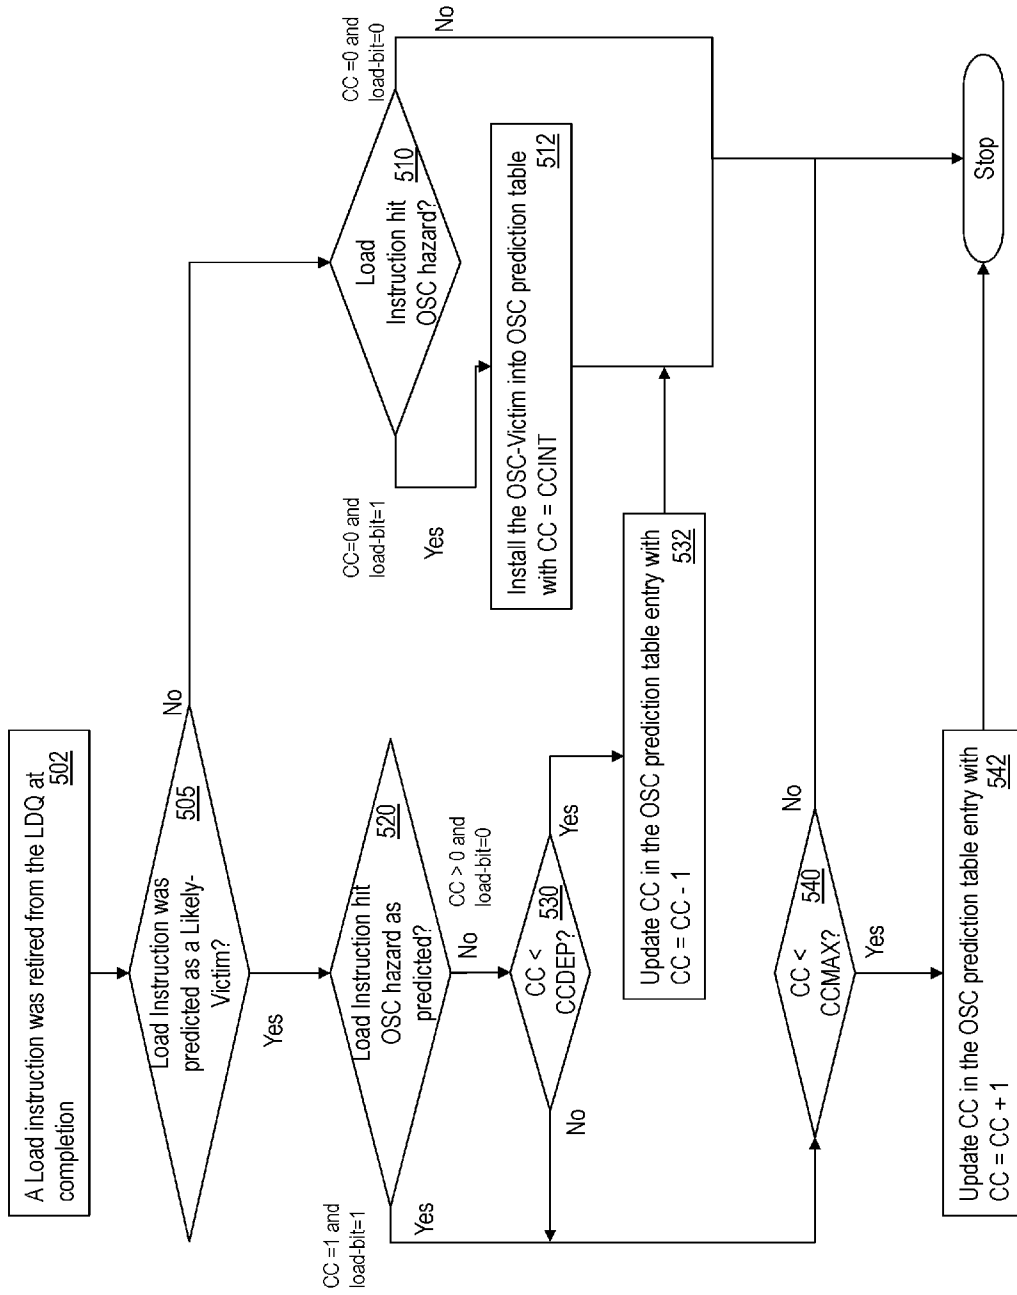 A Load instruction was retired from the LDQ at
completion
502
Load Instruction was
predicted as a Likely-
Victim?
505
No
Yes
Load
Instruction hit
OSC hazard?
510
CC =0 and
load-bit=0
No
CC=0 and
load-bit=1
Yes
Install the OSC-Victim into OSC prediction table
with CC = CCINT
512
Load Instruction hit
OSC hazard as
predicted?
520
CC =1 and
load-bit=1
Yes
CC > 0 and
load-bit=0
No
CC <
CCDEP?
530
Yes
No
Update CC in the OSC prediction table entry with
CC = CC - 1
532
CC <
CCMAX?
540
No
Yes
Update CC in the OSC prediction table entry with
CC = CC + 1
542
Stop